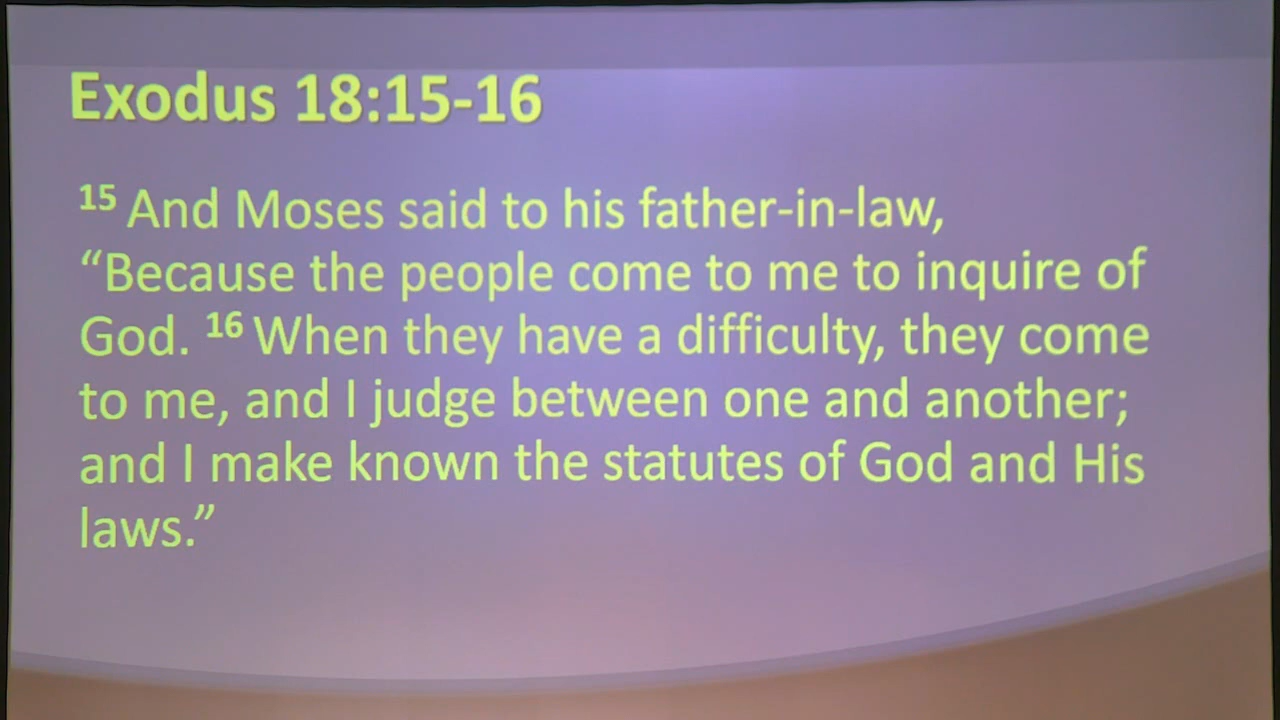 Exodus 18:15-16
15 And Moses said to his father-in-law,
“Because the people come to me to inquire of
God. 16 When they have a difficulty, they come
to me, and I judge between one and another;
and I make known the statutes of God and His
laws.”